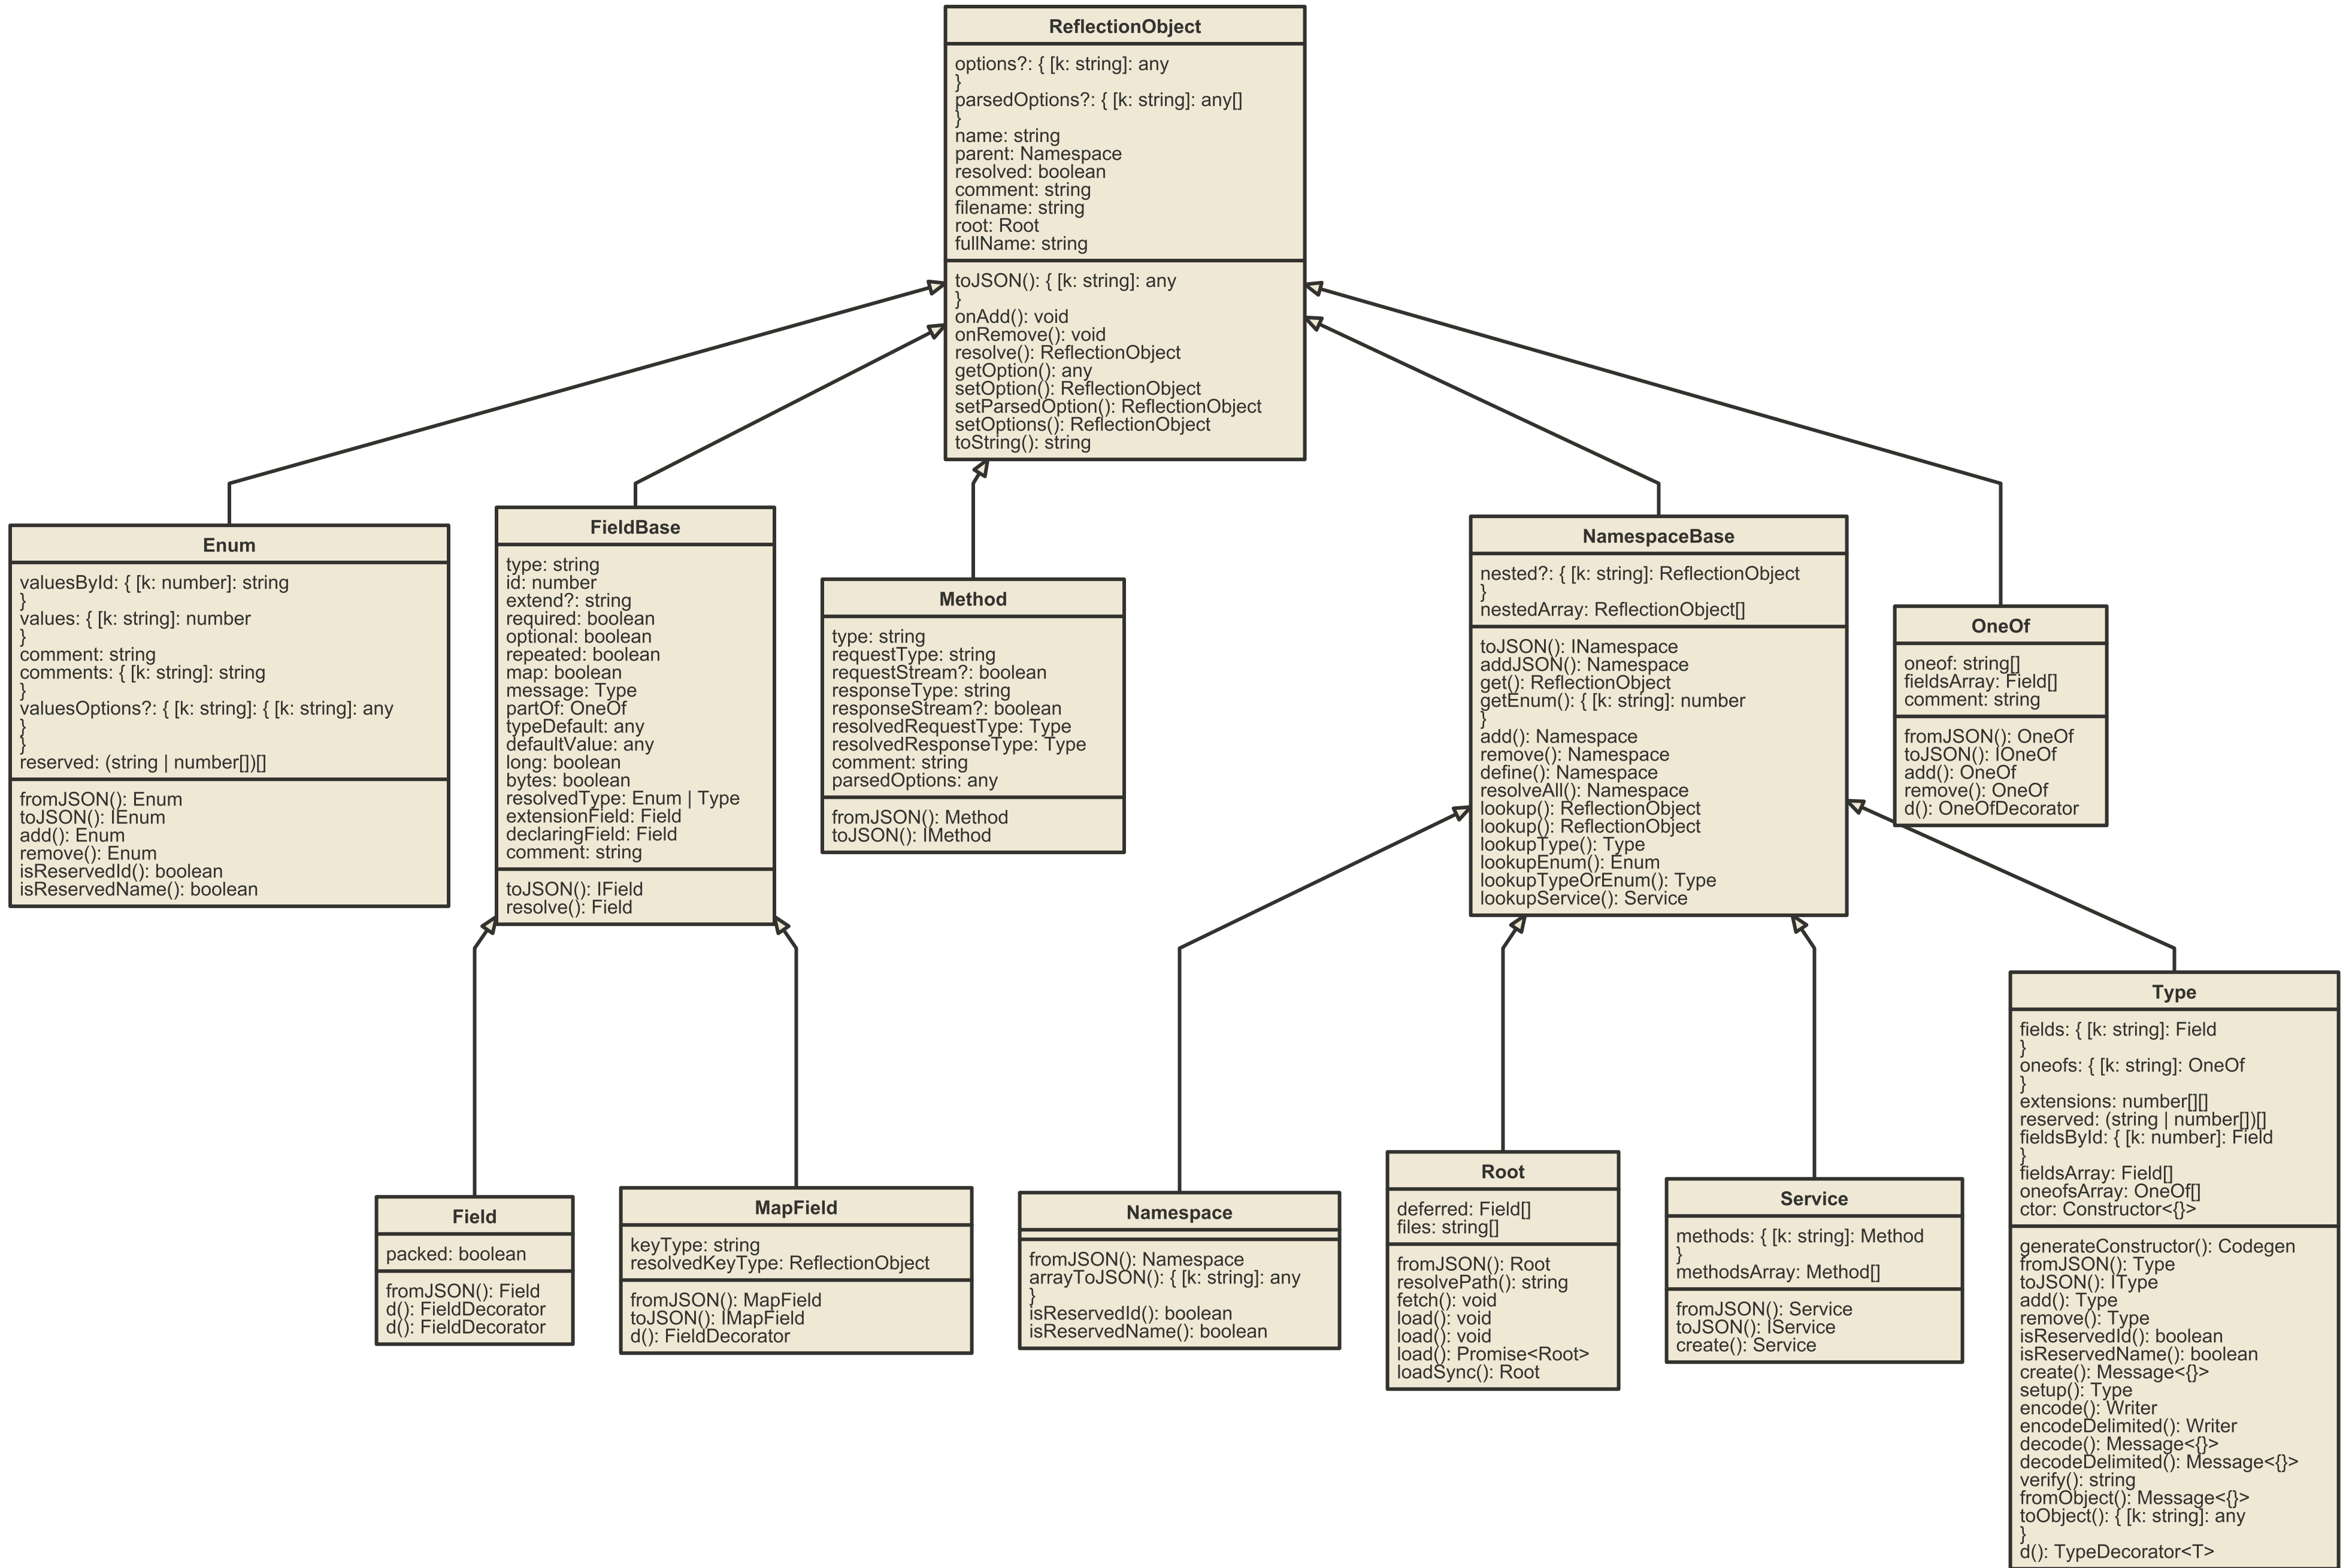 ReflectionObject
options?: { [k: string]: any
}
parsedOptions?: { [k: string]: any[]
}
name: string
parent: Namespace
resolved: boolean
comment: string
filename: string
root: Root
fullName: string
toJSON(): { [k: string]: any
}
onAdd(): void
onRemove(): void
resolve(): ReflectionObject
getOption(): any
setOption(): ReflectionObject
setParsedOption(): ReflectionObject
setOptions(): ReflectionObject
toString(): string
Enum
valuesById: { [k: number]: string
}
values: { [k: string]: number
}
comment: string
comments: { [k: string]: string
}
valuesOptions?: { [k: string]: { [k: string]: any
}
}
reserved: (string | number[])[]
fromJSON(): Enum
toJSON(): IEnum
add(): Enum
remove(): Enum
isReservedId(): boolean
isReservedName(): boolean
FieldBase
type: string
id: number
extend?: string
required: boolean
optional: boolean
repeated: boolean
map: boolean
message: Type
partOf: OneOf
typeDefault: any
defaultValue: any
long: boolean
bytes: boolean
resolvedType: Enum | Type
extensionField: Field
declaringField: Field
comment: string
toJSON(): IField
resolve(): Field
Method
type: string
requestType: string
requestStream?: boolean
responseType: string
responseStream?: boolean
resolvedRequestType: Type
resolvedResponseType: Type
comment: string
parsedOptions: any
fromJSON(): Method
toJSON(): IMethod
NamespaceBase
nested?: { [k: string]: ReflectionObject
}
nestedArray: ReflectionObject[]
toJSON(): INamespace
addJSON(): Namespace
get(): ReflectionObject
getEnum(): { [k: string]: number
}
add(): Namespace
remove(): Namespace
define(): Namespace
resolveAll(): Namespace
lookup(): ReflectionObject
lookup(): ReflectionObject
lookupType(): Type
lookupEnum(): Enum
lookupTypeOrEnum(): Type
lookupService(): Service
OneOf
oneof: string[]
fieldsArray: Field[]
comment: string
fromJSON(): OneOf
toJSON(): IOneOf
add(): OneOf
remove(): OneOf
d(): OneOfDecorator
Field
packed: boolean
fromJSON(): Field
d(): FieldDecorator
d(): FieldDecorator
MapField
keyType: string
resolvedKeyType: ReflectionObject
fromJSON(): MapField
toJSON(): IMapField
d(): FieldDecorator
Namespace
fromJSON(): Namespace
arrayToJSON(): { [k: string]: any
}
isReservedId(): boolean
isReservedName(): boolean
Root
deferred: Field[]
files: string[]
fromJSON(): Root
resolvePath(): string
fetch(): void
load(): void
load(): void
load(): Promise<Root>
loadSync(): Root
Service
methods: { [k: string]: Method
}
methodsArray: Method[]
fromJSON(): Service
toJSON(): IService
create(): Service
Type
fields: { [k: string]: Field
}
oneofs: { [k: string]: OneOf
}
extensions: number[][]
reserved: (string | number[])[]
fieldsById: { [k: number]: Field
}
fieldsArray: Field[]
oneofsArray: OneOf[]
ctor: Constructor<{}>
generateConstructor(): Codegen
fromJSON(): Type
toJSON(): IType
add(): Type
remove(): Type
isReservedId(): boolean
isReservedName(): boolean
create(): Message<{}>
setup(): Type
encode(): Writer
encodeDelimited(): Writer
decode(): Message<{}>
decodeDelimited(): Message<{}>
verify(): string
fromObject(): Message<{}>
toObject(): { [k: string]: any
}
d(): TypeDecorator<T>